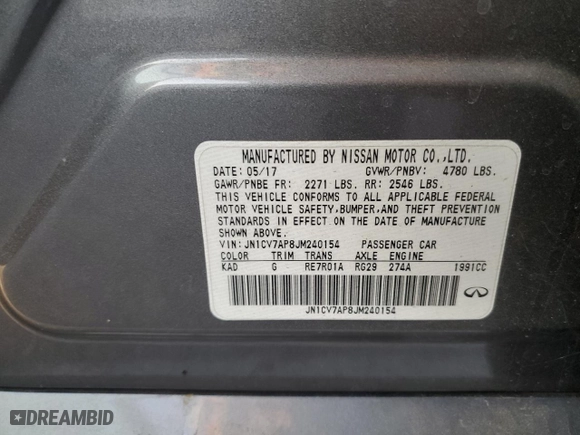 MANUFACTURED BY NISSAN MOTOR CO.,LTD.
DATE: 05/17 GVWR/PNBV: 4780 LBS.
GAWR/PNBE FR: 2271 LBS. RR: 2546 LBS.
THIS VEHICLE CONFORMS TO ALL APPLICABLE FEDERAL
MOTOR VEHICLE SAFETY,BUMPER,AND THEFT PREVENTION
STANDARDS IN EFFECT ON THE DATE OF MANUFACTURE
SHOWN ABOVE.
VIN: JN1CV7AP8JM240154 PASSENGER CAR
COLOR TRIM TRANS AXLE ENGINE
KAD G RE7R01A RG29 274A 1991CC
JN1CV7AP8JM240154
DREAMBID